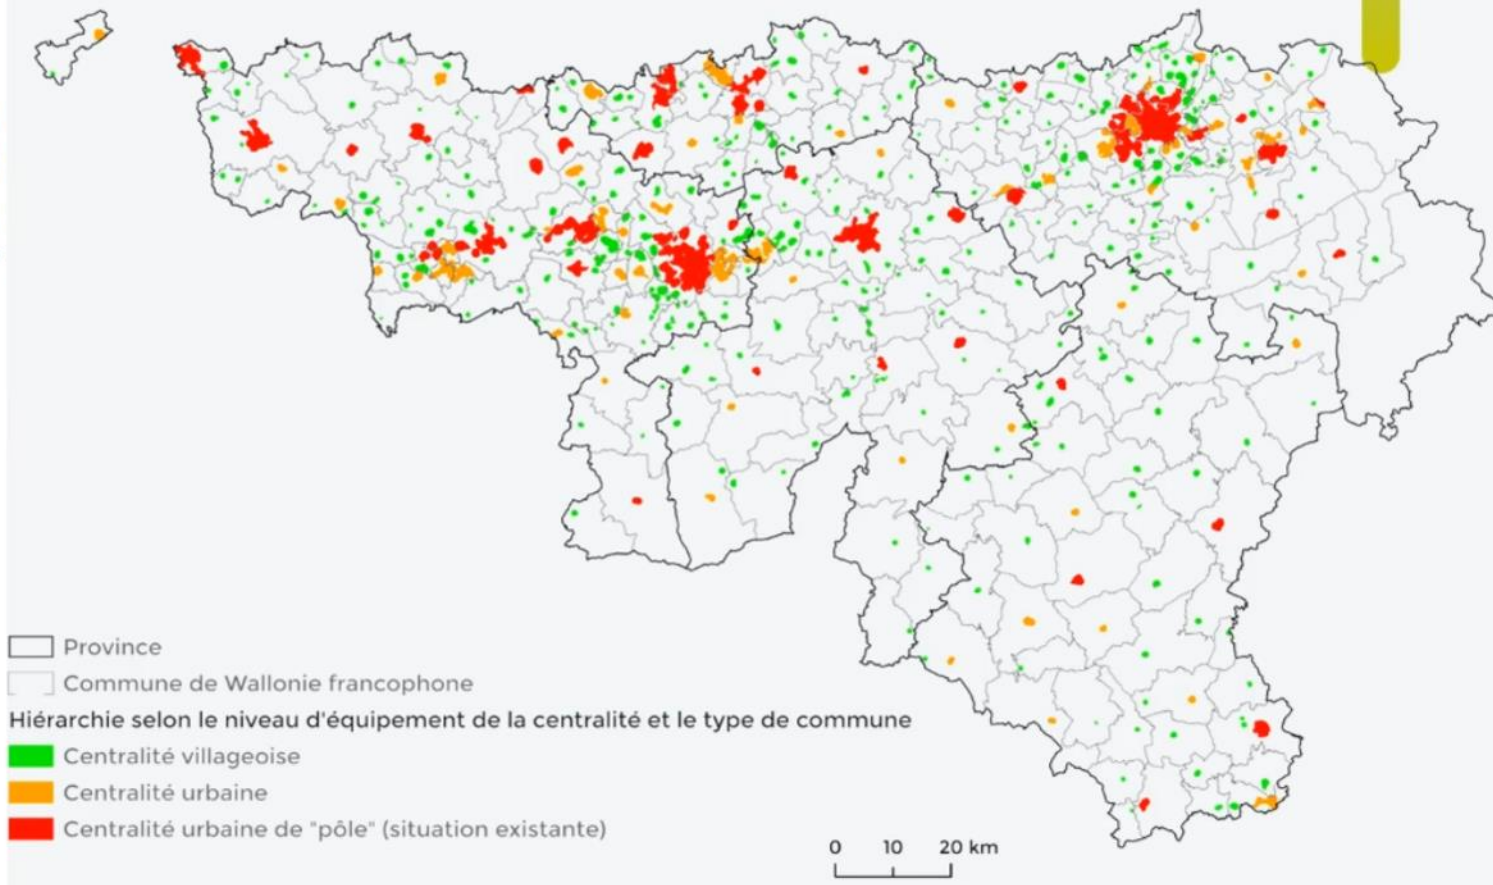 Province
Commune de Wallonie francophone
Hiérarchie selon le niveau d'équipement de la centralité et le type de commune
Centralité villageoise
Centralité urbaine
Centralité urbaine de "pôle" (situation existante)
0 10 20 km